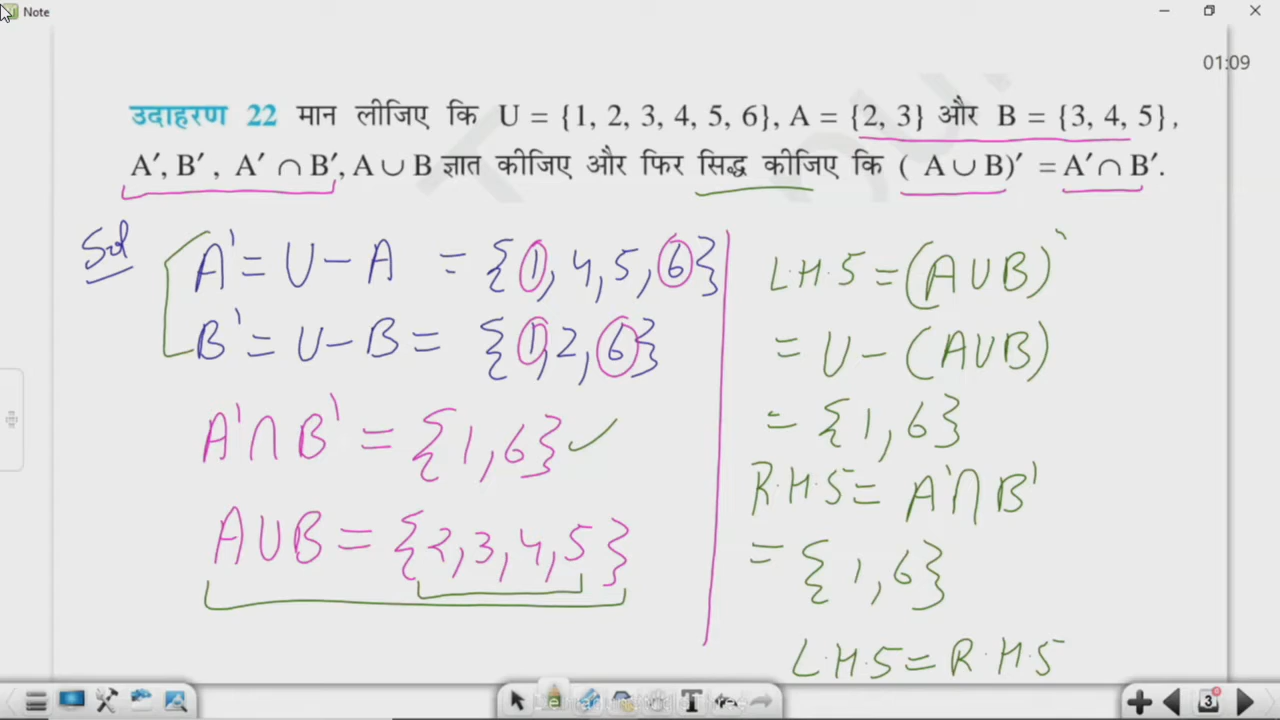 Note
01:09
उदाहरण 22 मान लीजिए कि U = {1, 2, 3, 4, 5, 6}, A = {2, 3} और B = {3, 4, 5},
A′, B′, A′ ∩ B′, A ∪ B ज्ञात कीजिए और फिर सिद्ध कीजिए कि ( A ∪ B)′ = A′ ∩ B′.
Sol
A' = U - A = {1, 4, 5, 6}
B' = U - B = {1, 2, 6}
A' ∩ B' = {1, 6} ✓
A ∪ B = {2, 3, 4, 5}
L.H.S = (A ∪ B)'
= U - (A ∪ B)
= {1, 6}
R.H.S = A' ∩ B'
= {1, 6}
L.H.S = R.H.S
3